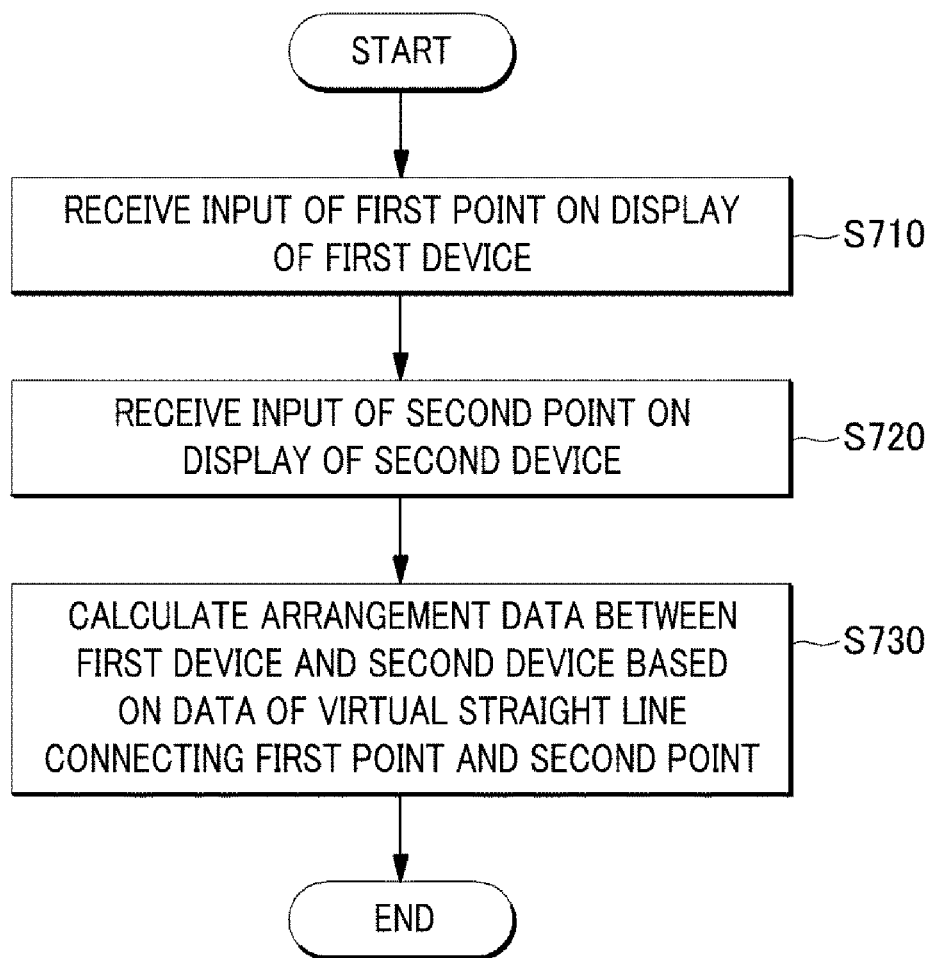 START
RECEIVE INPUT OF FIRST POINT ON DISPLAY
OF FIRST DEVICE
S710
RECEIVE INPUT OF SECOND POINT ON
DISPLAY OF SECOND DEVICE
S720
CALCULATE ARRANGEMENT DATA BETWEEN
FIRST DEVICE AND SECOND DEVICE BASED
ON DATA OF VIRTUAL STRAIGHT LINE
CONNECTING FIRST POINT AND SECOND POINT
S730
END